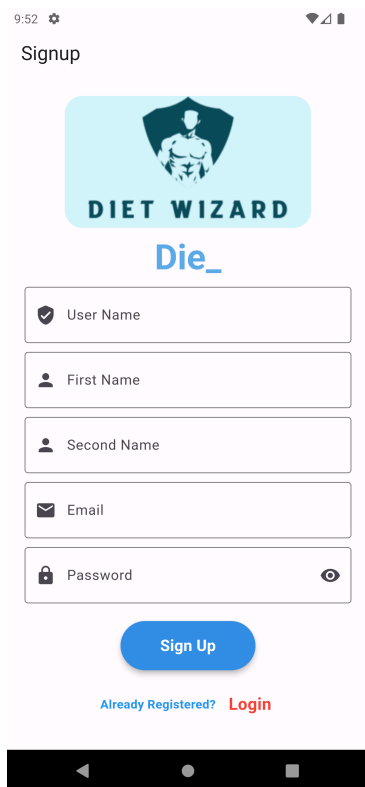 9:52
Signup
DIET WIZARD
Die_
User Name
First Name
Second Name
Email
Password
Sign Up
Already Registered? Login